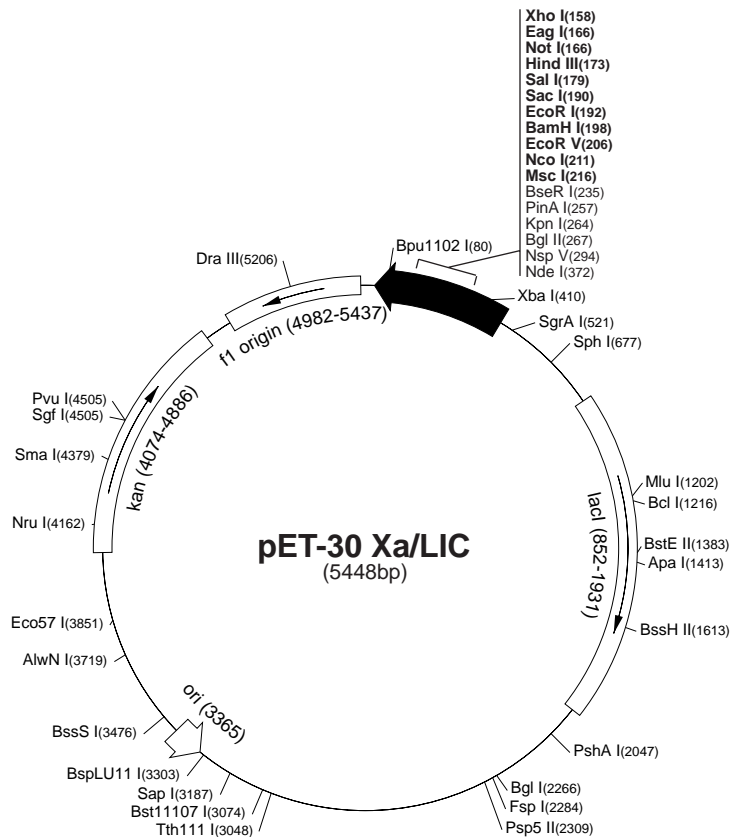 Xho I(158)
Eag I(166)
Not I(166)
Hind III(173)
Sal I(179)
Sac I(190)
EcoR I(192)
BamH I(198)
EcoR V(206)
Nco I(211)
Msc I(216)
BseR I(235)
PinA I(257)
Kpn I(264)
Bgl II(267)
Nsp V(294)
Nde I(372)
Bpu1102 I(80)
Dra III(5206)
Xba I(410)
SgrA I(521)
Sph I(677)
f1 origin (4982-5437)
Pvu I(4505)
Sgf I(4505)
Sma I(4379)
kan (4074-4886)
Nru I(4162)
Mlu I(1202)
Bcl I(1216)
lacI (852-1931)
BstE II(1383)
Apa I(1413)
pET-30 Xa/LIC
(5448bp)
BssH II(1613)
Eco57 I(3851)
AlwN I(3719)
ori (3365)
BssS I(3476)
PshA I(2047)
BspLU11 I(3303)
Sap I(3187)
Bst1107 I(3074)
Tth111 I(3048)
Bgl I(2266)
Fsp I(2284)
Psp5 II(2309)